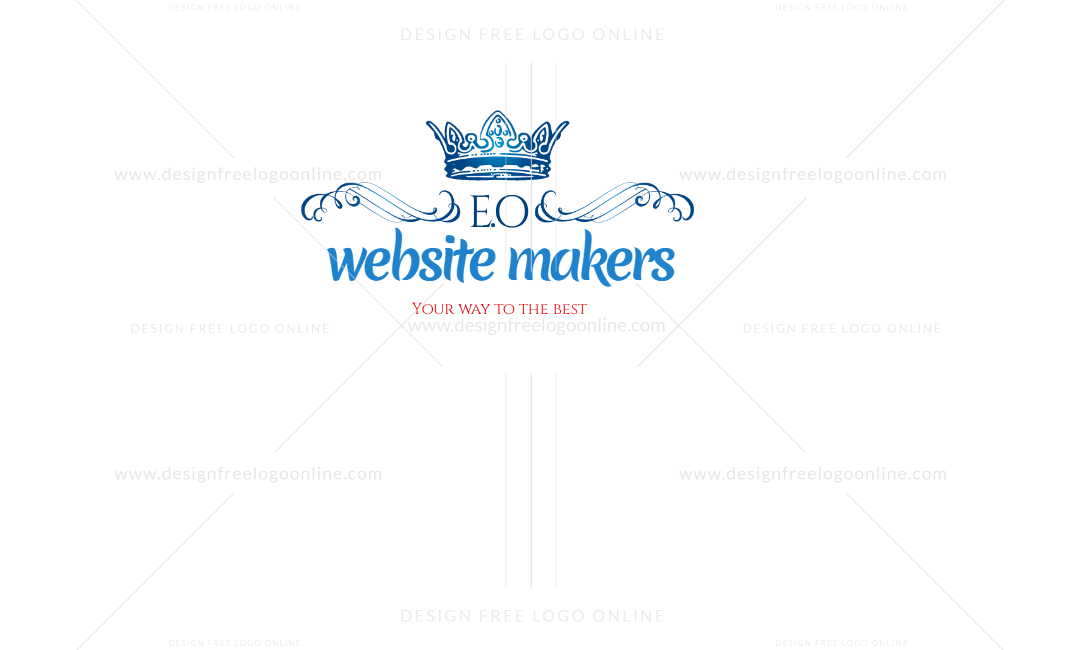 DESIGN FREE LOGO ONLINE DESIGN FREE LOGO ONLINE
DESIGN FREE LOGO ONLINE
www.designfreelogoonline.com www.designfreelogoonline.com
E.O
website makers
Your way to the best
www.designfreelogoonline.com
DESIGN FREE LOGO ONLINE DESIGN FREE LOGO ONLINE
www.designfreelogoonline.com www.designfreelogoonline.com
DESIGN FREE LOGO ONLINE
DESIGN FREE LOGO ONLINE DESIGN FREE LOGO ONLINE